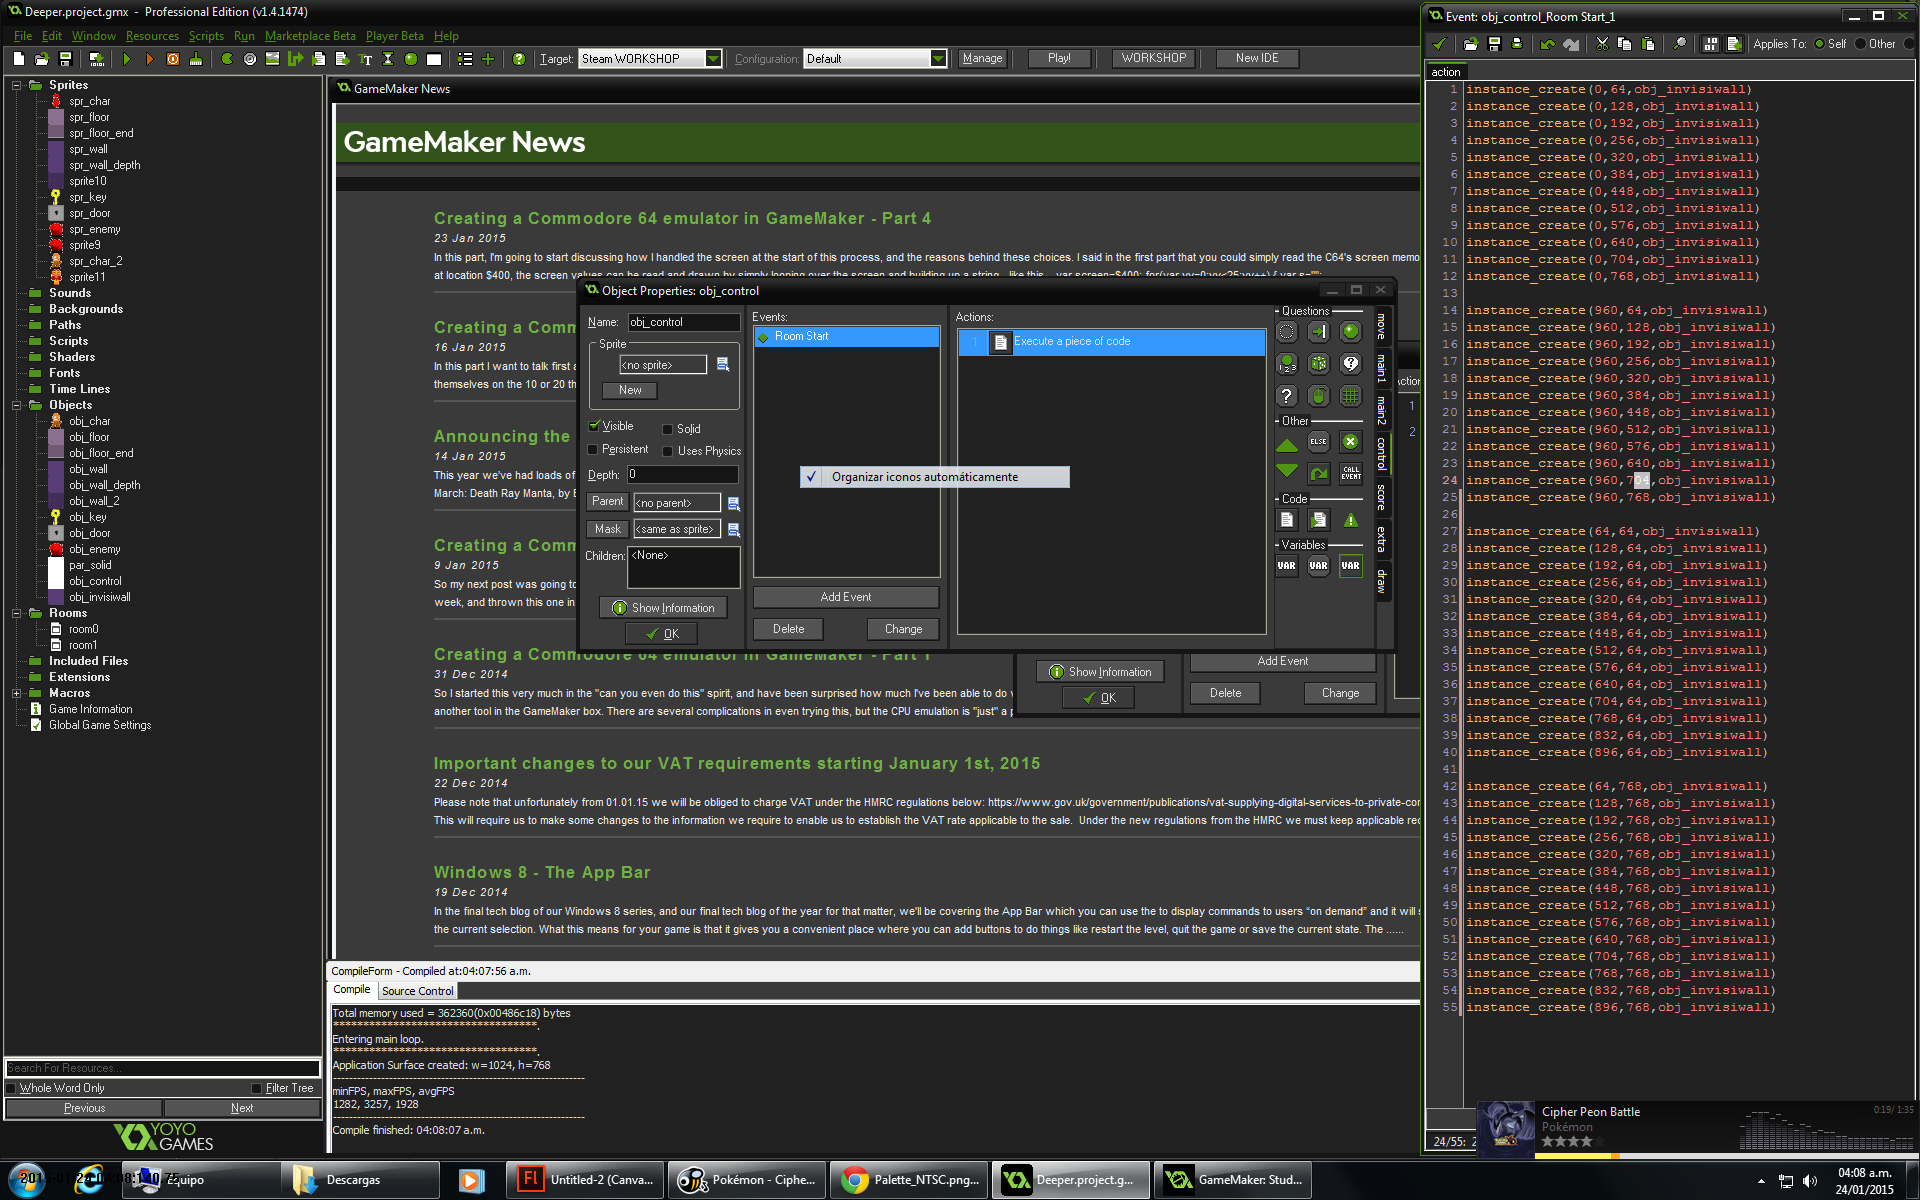 Deeper.project.gmx - Professional Edition (v1.4.1474)
File Edit Window Resources Scripts Run Marketplace Beta Player Beta Help
Target: Steam WORKSHOP Configuration: Default Manage Play! WORKSHOP New IDE
Sprites
spr_char
spr_floor
spr_floor_end
spr_wall
spr_wall_depth
sprite10
spr_key
spr_door
spr_enemy
sprite9
spr_char_2
sprite11
Sounds
Backgrounds
Paths
Scripts
Shaders
Fonts
Time Lines
Objects
obj_char
obj_floor
obj_floor_end
obj_wall
obj_wall_depth
obj_wall_2
obj_key
obj_door
obj_enemy
par_solid
obj_control
obj_invisiwall
Rooms
room0
room1
Included Files
Extensions
Macros
Game Information
Global Game Settings
Search For Resources...
Whole Word Only Filter Tree
Previous Next
YOYO
GAMES
GameMaker News
GameMaker News
Creating a Commodore 64 emulator in GameMaker - Part 4
23 Jan 2015
In this part, I'm going to start discussing how I handled the screen at the start of this process, and the reasons behind these choices. I said in the first part that you could simply read the C64's screen memo
at location $400, the screen values can be read and drawn by simply looping over the screen and building up a string...like this... var screen=$400; for(var yy=0;yy<25;yy++) { var s="";
Creating a Comm
16 Jan 2015
In this part I want to talk first a
themselves on the 10 or 20 th
Announcing the
14 Jan 2015
This year we've had loads of
March: Death Ray Manta, by E
Creating a Comm
9 Jan 2015
So my next post was going to
week, and thrown this one in
Creating a Commodore 64 emulator in GameMaker - Part 1
31 Dec 2014
So I started this very much in the "can you even do this" spirit, and have been surprised how much I've been able to do v
another tool in the GameMaker box. There are several complications in even trying this, but the CPU emulation is "just" a p
Important changes to our VAT requirements starting January 1st, 2015
22 Dec 2014
Please note that unfortunately from 01.01.15 we will be obliged to charge VAT under the HMRC regulations below: https://www.gov.uk/government/publications/vat-supplying-digital-services-to-private-cor
This will require us to make some changes to the information we require to enable us to establish the VAT rate applicable to the sale. Under the new regulations from the HMRC we must keep applicable rec
Windows 8 - The App Bar
19 Dec 2014
In the final tech blog of our Windows 8 series, and our final tech blog of the year for that matter, we'll be covering the App Bar which you can use the to display commands to users “on demand” and it will s
the current selection. What this means for your game is that it gives you a convenient place where you can add buttons to do things like restart the level, quit the game or save the current state. The ......
Object Properties: obj_control
Name: obj_control
Sprite
<no sprite>
New
Visible Solid
Persistent Uses Physics
Depth: 0
Parent <no parent>
Mask <same as sprite>
Children: <None>
Show Information
OK
Events:
Room Start
Add Event
Delete Change
Actions:
1 Execute a piece of code
Organizar iconos automáticamente
Questions
Other
ELSE
CALL EVENT
Code
Variables
VAR VAR VAR
move
main1
main2
control
score
extra
draw
ction
1
2
Show Information
OK
Add Event
Delete Change
CompileForm - Compiled at:04:07:56 a.m.
Compile Source Control
Total memory used = 362360(0x00486c18) bytes
**********************************.
Entering main loop.
**********************************.
Application Surface created: w=1024, h=768
---------------------------------------------------------------
minFPS, maxFPS, avgFPS
1282, 3257, 1928
---------------------------------------------------------------
Compile finished: 04:08:07 a.m.
Event: obj_control_Room Start_1
Applies To: Self Other
action
1 instance_create(0,64,obj_invisiwall)
2 instance_create(0,128,obj_invisiwall)
3 instance_create(0,192,obj_invisiwall)
4 instance_create(0,256,obj_invisiwall)
5 instance_create(0,320,obj_invisiwall)
6 instance_create(0,384,obj_invisiwall)
7 instance_create(0,448,obj_invisiwall)
8 instance_create(0,512,obj_invisiwall)
9 instance_create(0,576,obj_invisiwall)
10 instance_create(0,640,obj_invisiwall)
11 instance_create(0,704,obj_invisiwall)
12 instance_create(0,768,obj_invisiwall)
13
14 instance_create(960,64,obj_invisiwall)
15 instance_create(960,128,obj_invisiwall)
16 instance_create(960,192,obj_invisiwall)
17 instance_create(960,256,obj_invisiwall)
18 instance_create(960,320,obj_invisiwall)
19 instance_create(960,384,obj_invisiwall)
20 instance_create(960,448,obj_invisiwall)
21 instance_create(960,512,obj_invisiwall)
22 instance_create(960,576,obj_invisiwall)
23 instance_create(960,640,obj_invisiwall)
24 instance_create(960,704,obj_invisiwall)
25 instance_create(960,768,obj_invisiwall)
26
27 instance_create(64,64,obj_invisiwall)
28 instance_create(128,64,obj_invisiwall)
29 instance_create(192,64,obj_invisiwall)
30 instance_create(256,64,obj_invisiwall)
31 instance_create(320,64,obj_invisiwall)
32 instance_create(384,64,obj_invisiwall)
33 instance_create(448,64,obj_invisiwall)
34 instance_create(512,64,obj_invisiwall)
35 instance_create(576,64,obj_invisiwall)
36 instance_create(640,64,obj_invisiwall)
37 instance_create(704,64,obj_invisiwall)
38 instance_create(768,64,obj_invisiwall)
39 instance_create(832,64,obj_invisiwall)
40 instance_create(896,64,obj_invisiwall)
41
42 instance_create(64,768,obj_invisiwall)
43 instance_create(128,768,obj_invisiwall)
44 instance_create(192,768,obj_invisiwall)
45 instance_create(256,768,obj_invisiwall)
46 instance_create(320,768,obj_invisiwall)
47 instance_create(384,768,obj_invisiwall)
48 instance_create(448,768,obj_invisiwall)
49 instance_create(512,768,obj_invisiwall)
50 instance_create(576,768,obj_invisiwall)
51 instance_create(640,768,obj_invisiwall)
52 instance_create(704,768,obj_invisiwall)
53 instance_create(768,768,obj_invisiwall)
54 instance_create(832,768,obj_invisiwall)
55 instance_create(896,768,obj_invisiwall)
24/55: 2
Cipher Peon Battle
Pokémon
0:19/ 1:35
Equipo
Descargas
Untitled-2 (Canva...
Pokémon - Ciphe...
Palette_NTSC.png...
Deeper.project.g...
GameMaker: Stud...
04:08 a.m.
24/01/2015